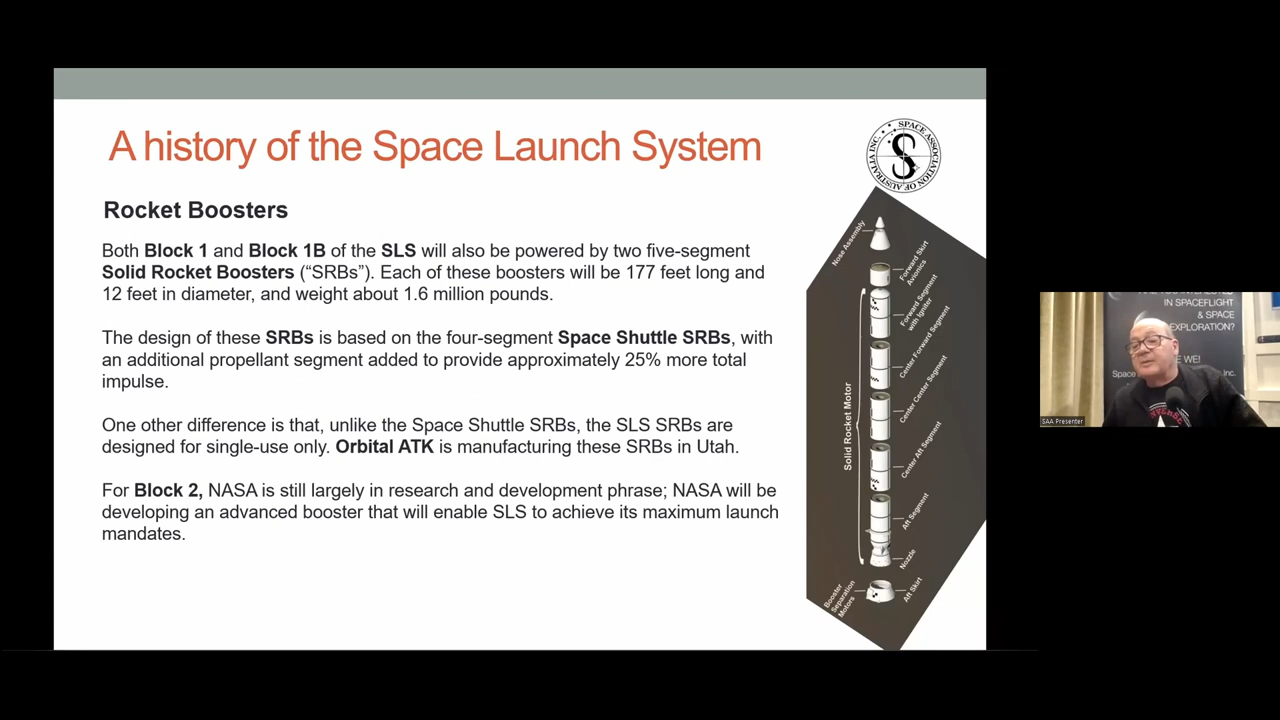 A history of the Space Launch System
SPACE ASSOCIATION OF AUSTRALIA INC.
Rocket Boosters
Both Block 1 and Block 1B of the SLS will also be powered by two five-segment
Solid Rocket Boosters (“SRBs”). Each of these boosters will be 177 feet long and
12 feet in diameter, and weight about 1.6 million pounds.
The design of these SRBs is based on the four-segment Space Shuttle SRBs, with
an additional propellant segment added to provide approximately 25% more total
impulse.
One other difference is that, unlike the Space Shuttle SRBs, the SLS SRBs are
designed for single-use only. Orbital ATK is manufacturing these SRBs in Utah.
For Block 2, NASA is still largely in research and development phrase; NASA will be
developing an advanced booster that will enable SLS to achieve its maximum launch
mandates.
Nose Assembly
Forward Skirt
Avionics
Forward Segment
with Igniter
Center Forward Segment
Center Center Segment
Solid Rocket Motor
Center Aft Segment
Aft Segment
Nozzle
Booster
Separation
Motors
Aft Skirt
IN SPACEFLIGHT
& SPACE
EXPLORATION?
WE!
Space
Inc.
SAA Presenter